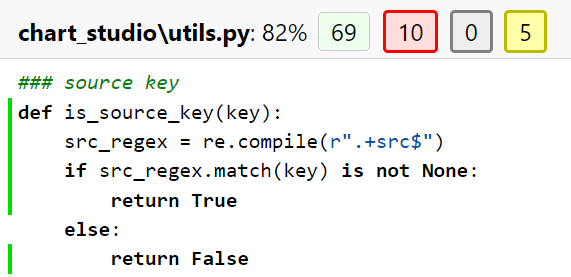 chart_studio\utils.py: 82% 69 10 0 5
### source key
def is_source_key(key):
    src_regex = re.compile(r".+src$")
    if src_regex.match(key) is not None:
        return True
    else:
        return False